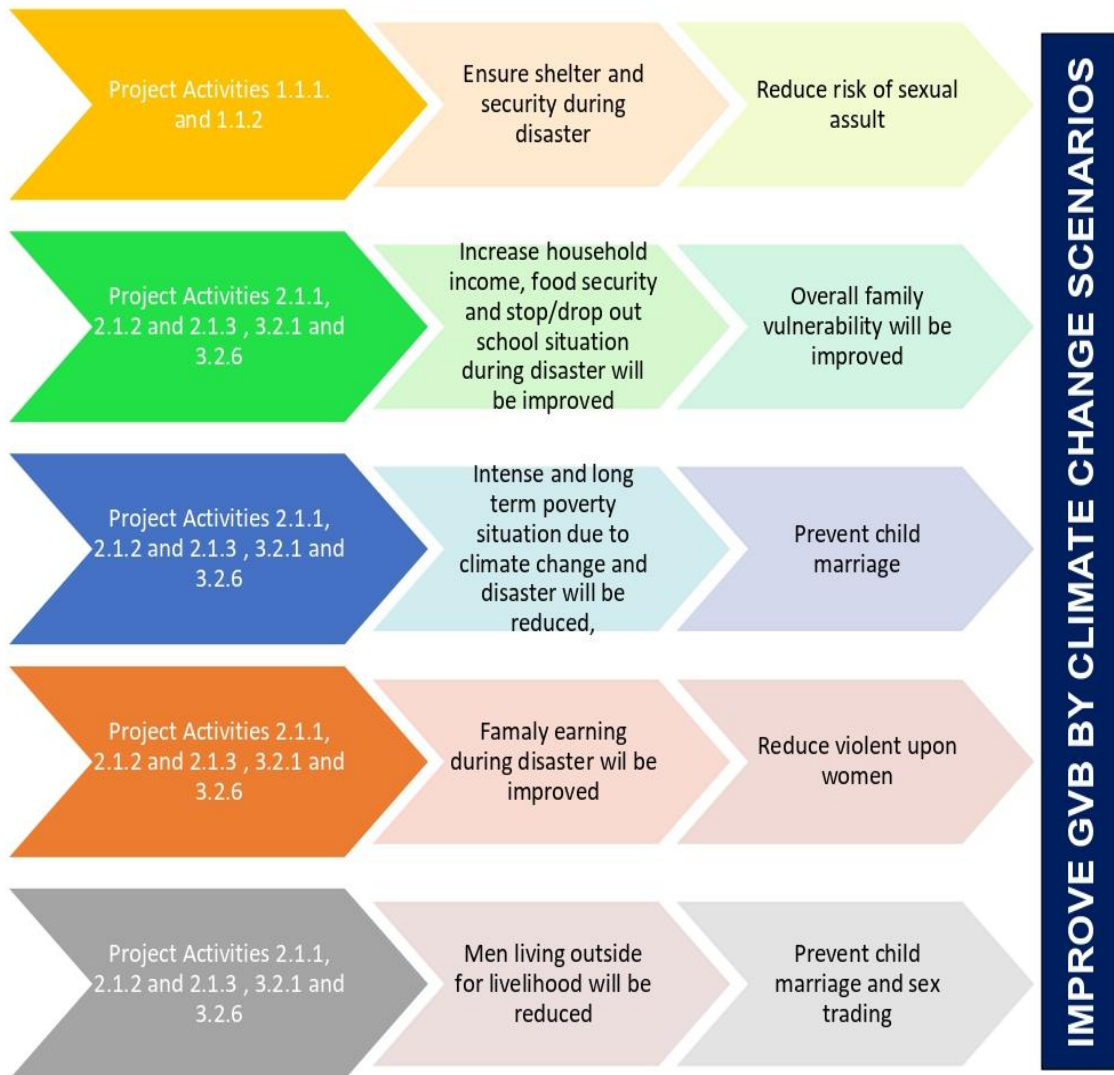 Project Activities 1.1.1.
and 1.1.2
Ensure shelter and
security during
disaster
Reduce risk of sexual
assult
Project Activities 2.1.1,
2.1.2 and 2.1.3 , 3.2.1 and
3.2.6
Increase household
income, food security
and stop/drop out
school situation
during disaster will
be improved
Overall family
vulnerability will be
improved
Project Activities 2.1.1,
2.1.2 and 2.1.3 , 3.2.1 and
3.2.6
Intense and long
term poverty
situation due to
climate change and
disaster will be
reduced,
Prevent child
marriage
Project Activities 2.1.1,
2.1.2 and 2.1.3 , 3.2.1 and
3.2.6
Famaly earning
during disaster wil be
improved
Reduce violent upon
women
Project Activities 2.1.1,
2.1.2 and 2.1.3 , 3.2.1 and
3.2.6
Men living outside
for livelihood will be
reduced
Prevent child
marriage and sex
trading
IMPROVE GVB BY CLIMATE CHANGE SCENARIOS